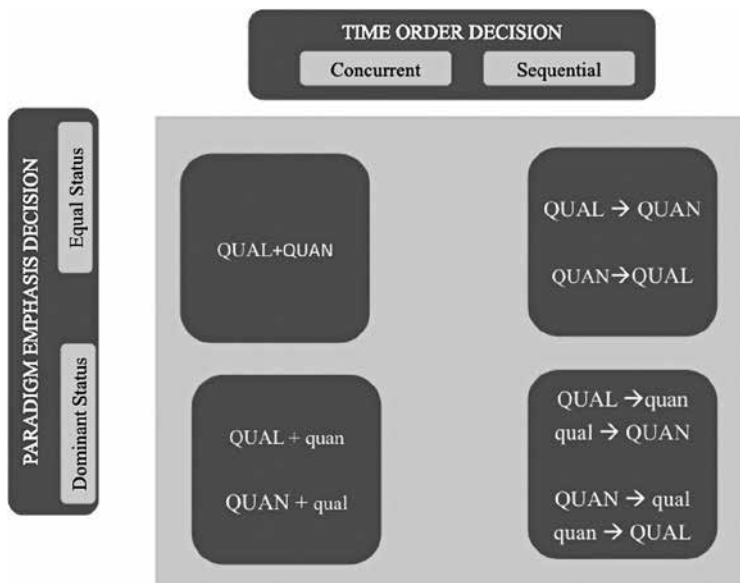 TIME ORDER DECISION
Concurrent
Sequential
PARADIGM EMPHASIS DECISION
Equal Status
Dominant Status
QUAL+QUAN
QUAL → QUAN
QUAN→QUAL
QUAL + quan
QUAN + qual
QUAL →quan
qual → QUAN
QUAN → qual
quan → QUAL